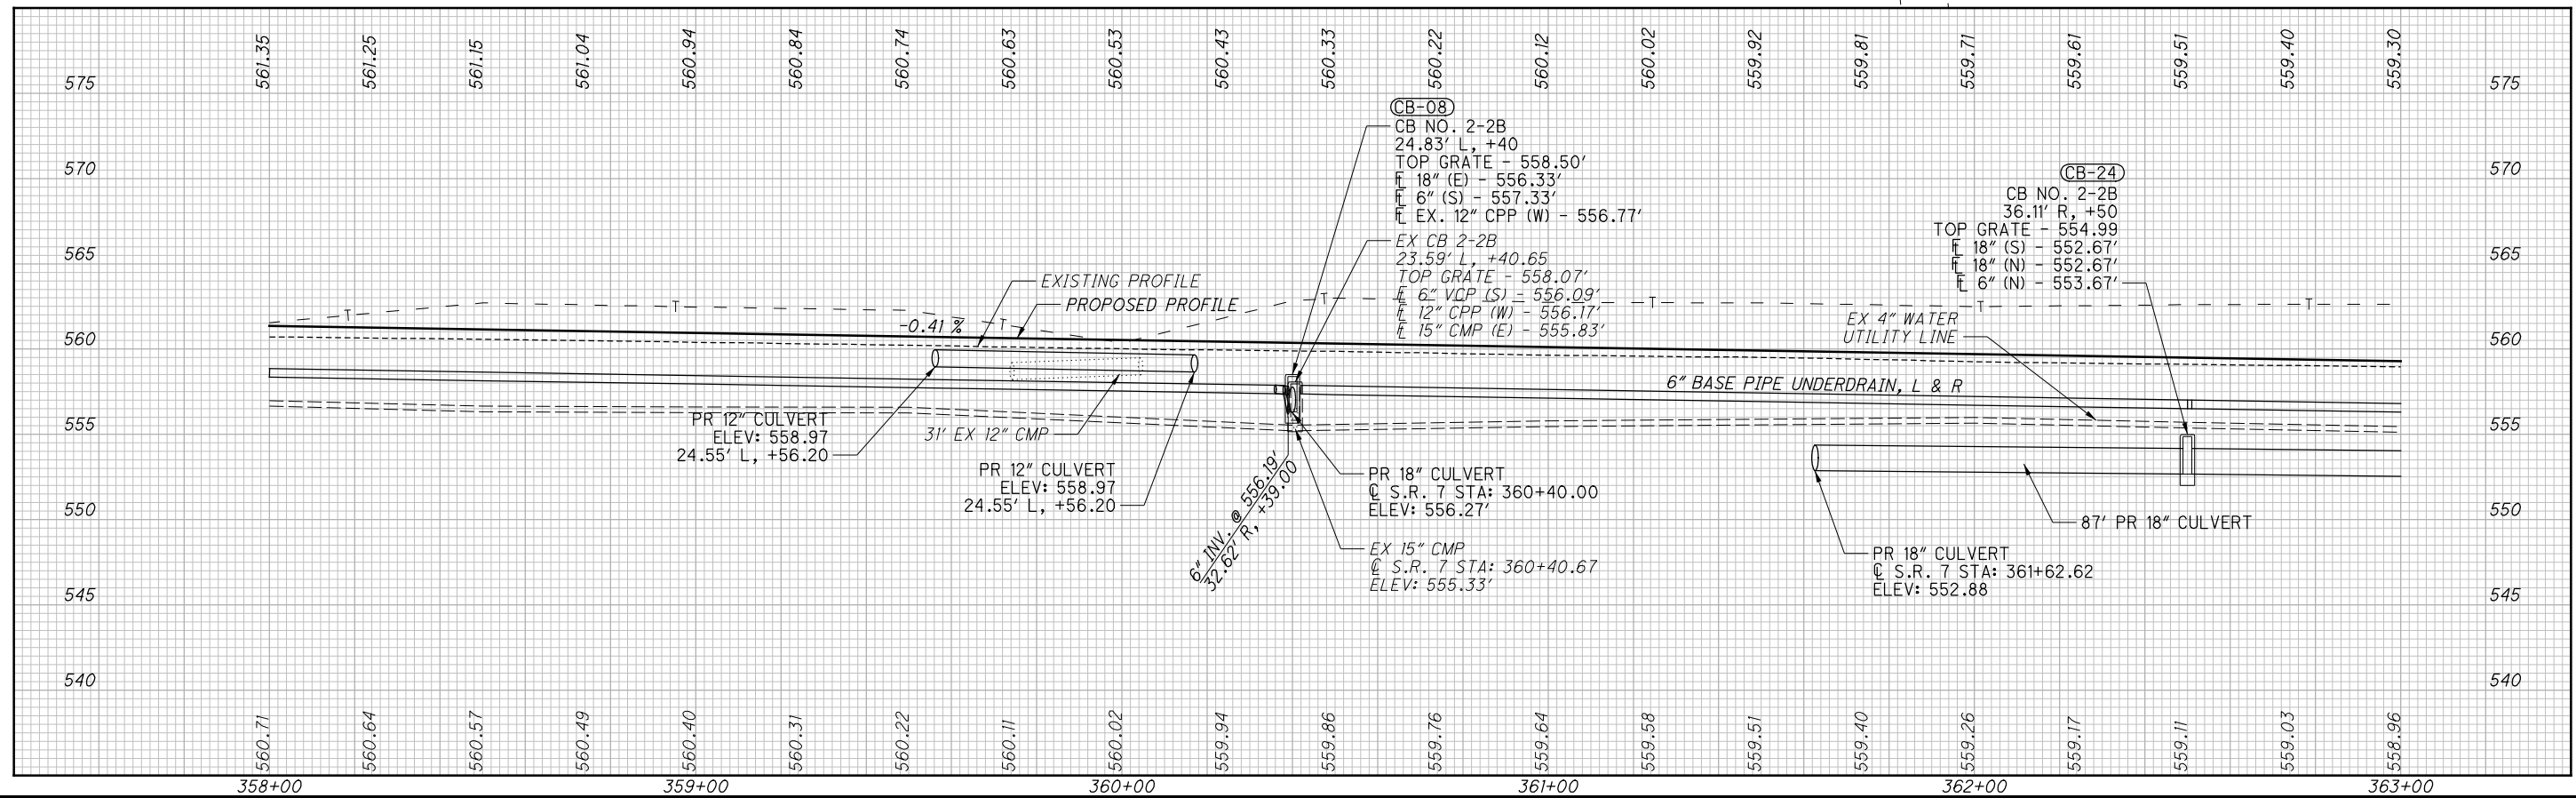 561.35 561.25 561.15 561.04 560.94 560.84 560.74 560.63 560.53 560.43 560.33 560.22 560.12 560.02 559.92 559.81 559.71 559.61 559.51 559.40 559.30
575 575
570 570
565 565
560 560
555 555
550 550
545 545
540 540
CB-08
CB NO. 2-2B
24.83' L, +40
TOP GRATE - 558.50'
FL 18" (E) - 556.33'
FL 6" (S) - 557.33'
FL EX. 12" CPP (W) - 556.77'
EX CB 2-2B
23.59' L, +40.65
TOP GRATE - 558.07'
FL 6" VCP (S) - 556.09'
FL 12" CPP (W) - 556.17'
FL 15" CMP (E) - 555.83'
CB-24
CB NO. 2-2B
36.11' R, +50
TOP GRATE - 554.99
FL 18" (S) - 552.67'
FL 18" (N) - 552.67'
FL 6" (N) - 553.67'
EXISTING PROFILE
PROPOSED PROFILE
-0.41 %
T T T T T T T
EX 4" WATER
UTILITY LINE
6" BASE PIPE UNDERDRAIN, L & R
PR 12" CULVERT
ELEV: 558.97
24.55' L, +56.20
31' EX 12" CMP
PR 12" CULVERT
ELEV: 558.97
24.55' L, +56.20
6" INV. @ 556.19'
32.62' R, +39.00
PR 18" CULVERT
℄ S.R. 7 STA: 360+40.00
ELEV: 556.27'
EX 15" CMP
℄ S.R. 7 STA: 360+40.67
ELEV: 555.33'
87' PR 18" CULVERT
PR 18" CULVERT
℄ S.R. 7 STA: 361+62.62
ELEV: 552.88
560.71 560.64 560.57 560.49 560.40 560.31 560.22 560.11 560.02 559.94 559.86 559.76 559.64 559.58 559.51 559.40 559.26 559.17 559.11 559.03 558.96
358+00 359+00 360+00 361+00 362+00 363+00